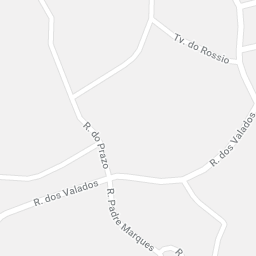 Tv. do Rossio
R. do Prazo
R. dos Valados
R. dos Valados
R. Padre Marques
R